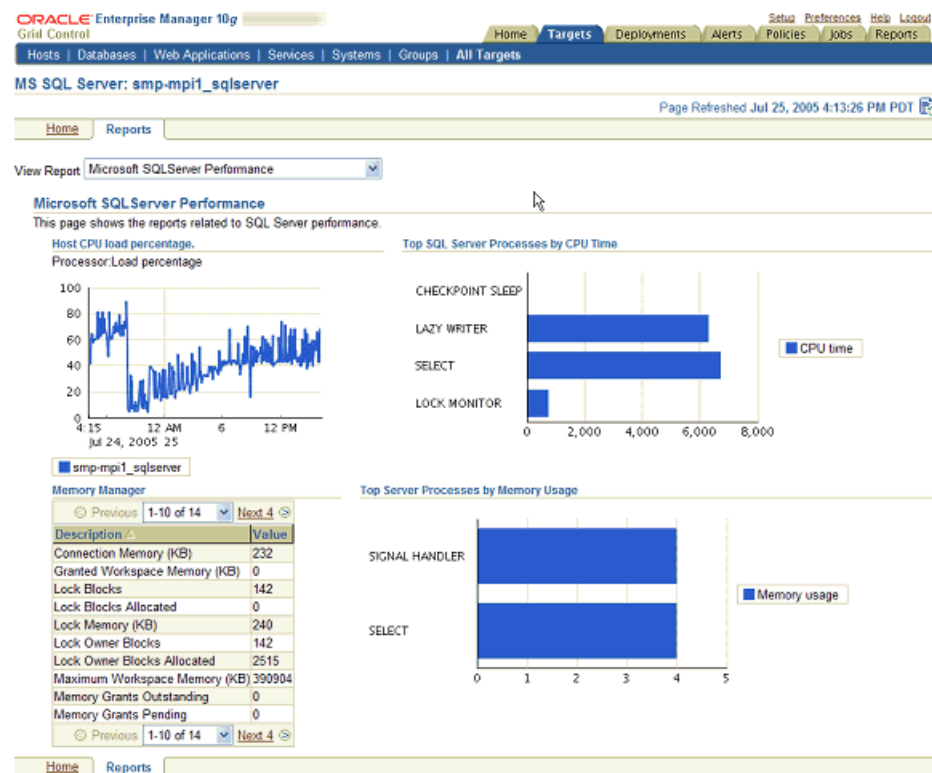 ORACLE Enterprise Manager 10g
Grid Control
Setup Preferences Help Logout
Home Targets Deployments Alerts Policies Jobs Reports
Hosts | Databases | Web Applications | Services | Systems | Groups | All Targets
MS SQL Server: smp-mpi1_sqlserver
Page Refreshed Jul 25, 2005 4:13:26 PM PDT
Home Reports
View Report Microsoft SQLServer Performance
Microsoft SQLServer Performance
This page shows the reports related to SQL Server performance.
Host CPU load percentage.
Processor:Load percentage
100
80
60
40
20
0
4:15 12 AM 6 12 PM
Jul 24, 2005 25
smp-mpi1_sqlserver
Top SQL Server Processes by CPU Time
CHECKPOINT SLEEP
LAZY WRITER
SELECT
LOCK MONITOR
0 2,000 4,000 6,000 8,000
CPU time
Memory Manager
Previous 1-10 of 14 Next 4
Description Value
Connection Memory (KB) 232
Granted Workspace Memory (KB) 0
Lock Blocks 142
Lock Blocks Allocated 0
Lock Memory (KB) 240
Lock Owner Blocks 142
Lock Owner Blocks Allocated 2515
Maximum Workspace Memory (KB) 390904
Memory Grants Outstanding 0
Memory Grants Pending 0
Previous 1-10 of 14 Next 4
Top Server Processes by Memory Usage
SIGNAL HANDLER
SELECT
0 1 2 3 4 5
Memory usage
Home Reports